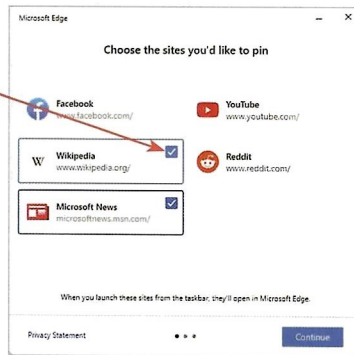 Microsoft Edge
Choose the sites you'd like to pin
Facebook
www.facebook.com/
YouTube
www.youtube.com/
W
Wikipedia
www.wikipedia.org/
Reddit
www.reddit.com/
Microsoft News
microsoftnews.msn.com/
When you launch these sites from the taskbar, they'll open in Microsoft Edge.
Privacy Statement
Continue